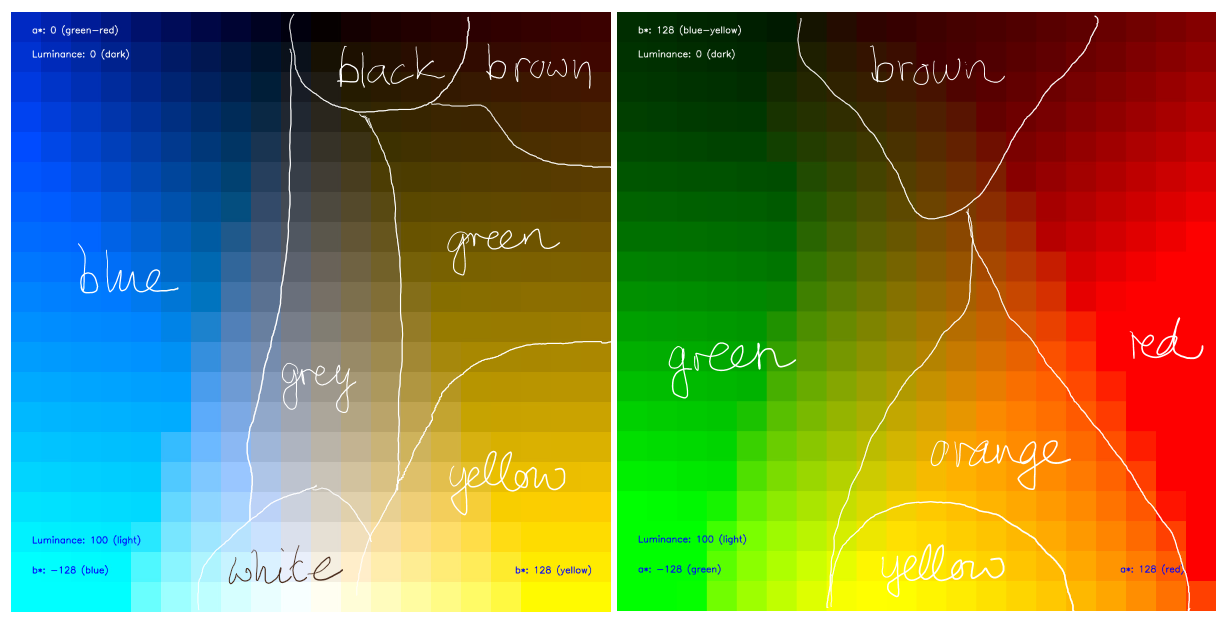 a*: 0 (green-red)
Luminance: 0 (dark)
black
brown
blue
green
grey
yellow
white
Luminance: 100 (light)
b*: -128 (blue)
b*: 128 (yellow)
b*: 128 (blue-yellow)
Luminance: 0 (dark)
brown
green
red
orange
yellow
Luminance: 100 (light)
a*: -128 (green)
a*: 128 (red)